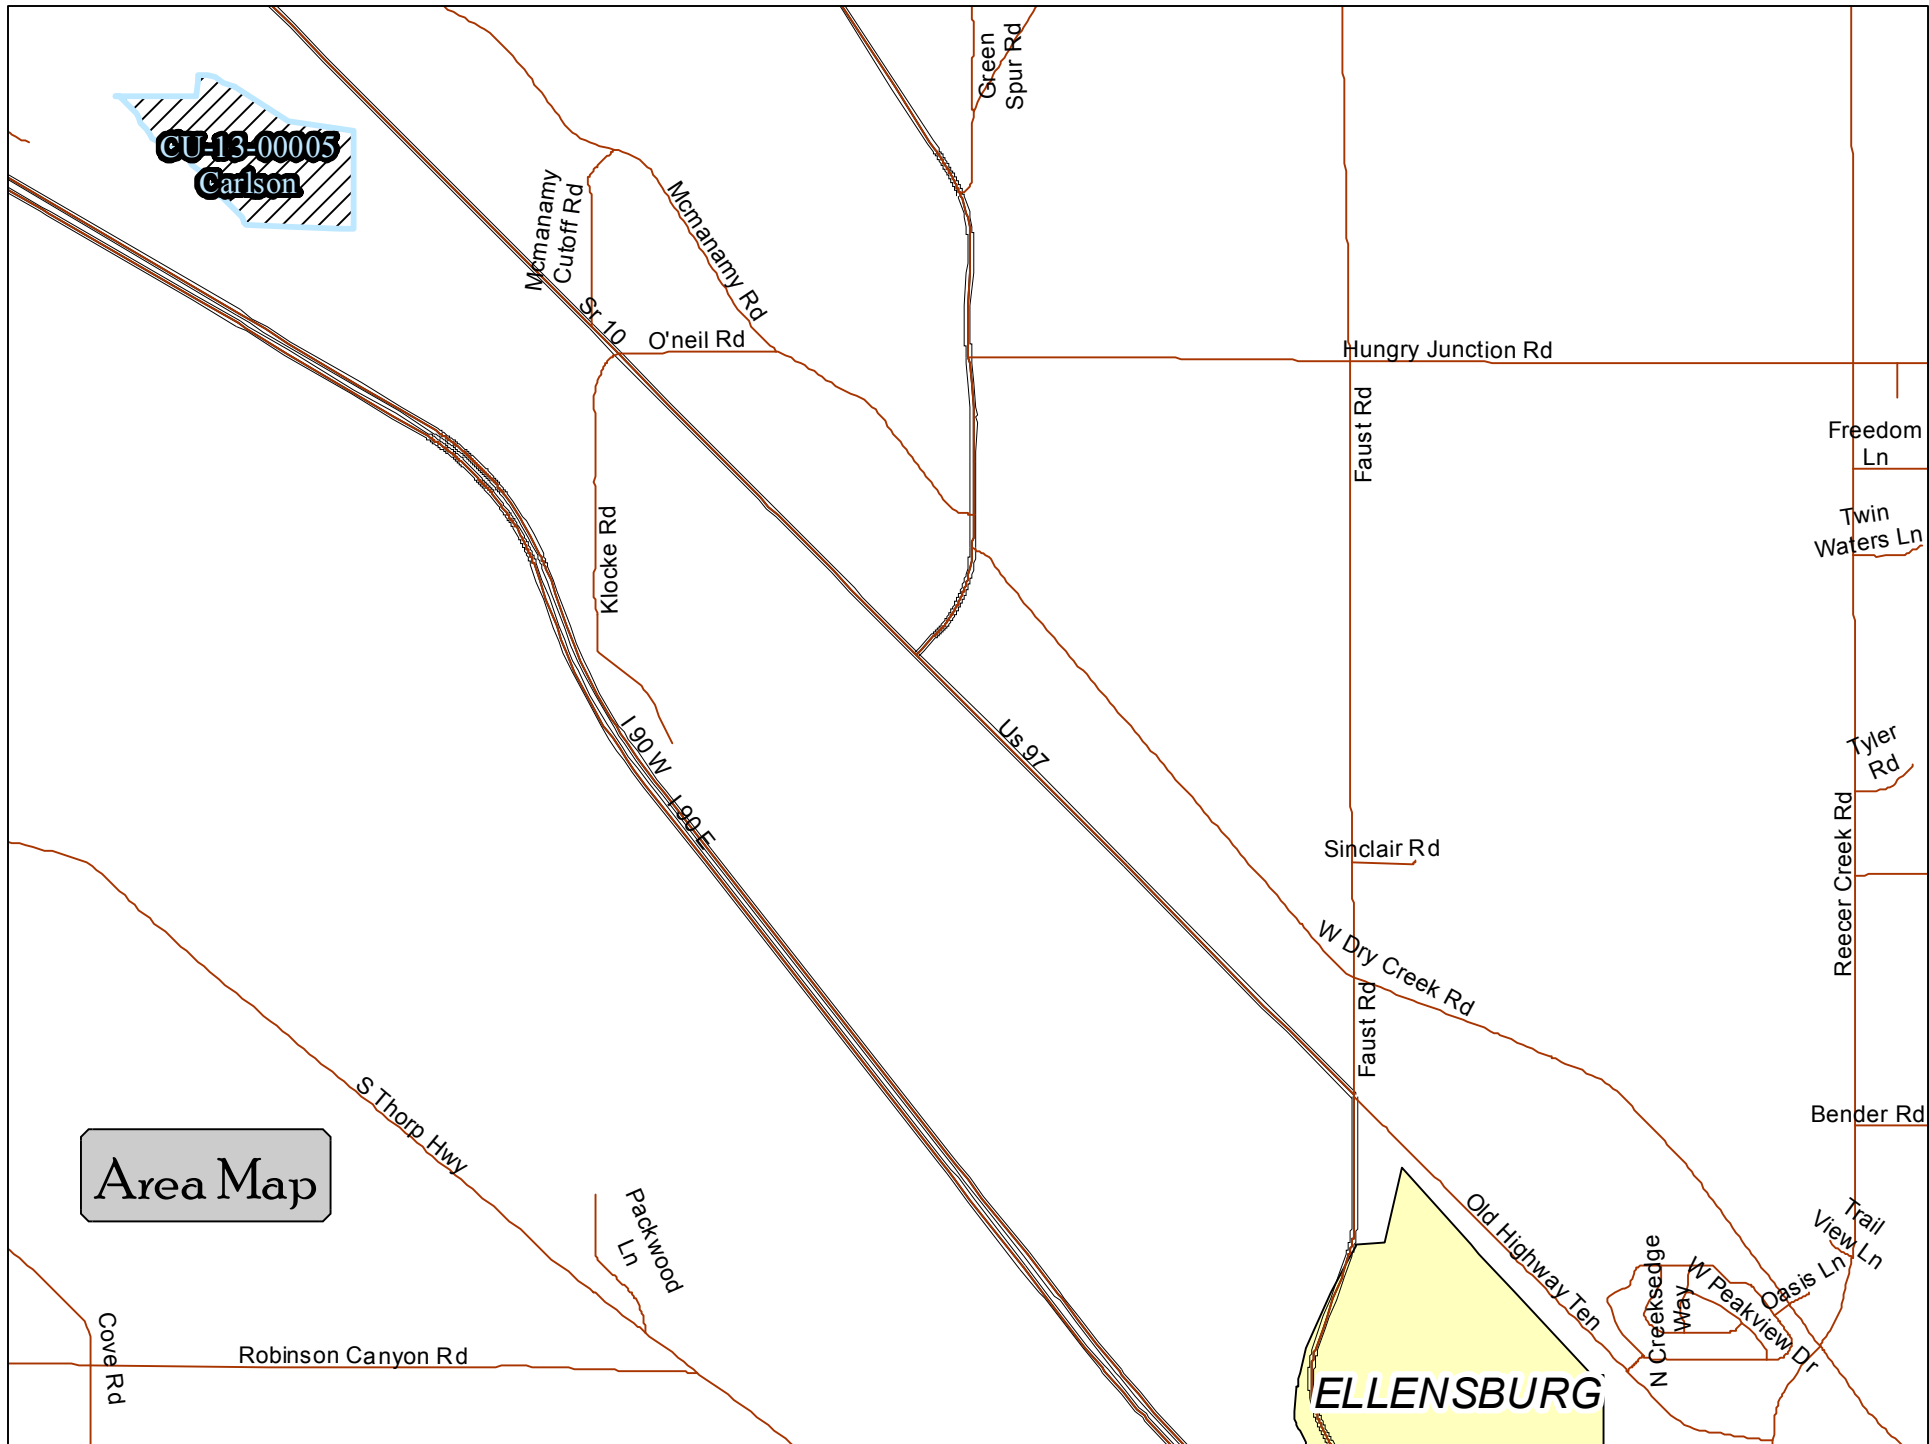 Green
Spur Rd
CU-13-00005
Carlson
Mcmanamy
Cutoff Rd
Mcmanamy Rd
Sr 10
O'neil Rd
Hungry Junction Rd
Faust Rd
Freedom
Ln
Twin
Waters Ln
Klocke Rd
I 90 W
I 90 E
Us 97
Tyler
Rd
Reecer Creek Rd
Sinclair Rd
W Dry Creek Rd
Faust Rd
S Thorp Hwy
Bender Rd
Area Map
Packwood
Ln
Old Highway Ten
Trail
View Ln
Oasis Ln
N Creeksedge
Way
W Peakview Dr
Cove Rd
Robinson Canyon Rd
ELLENSBURG